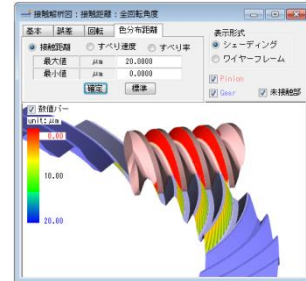 接触解析図：接触距離：全回転角度
基本 誤差 回転 色分布距離
接触距離 すべり速度 すべり率
最大値 μm 20.0000
最小値 μm 0.0000
確定 標準
表示形式
シェーディング
ワイヤーフレーム
Pinion
Gear 未接触部
数値バー
unit:μm
0.00
10.00
20.00